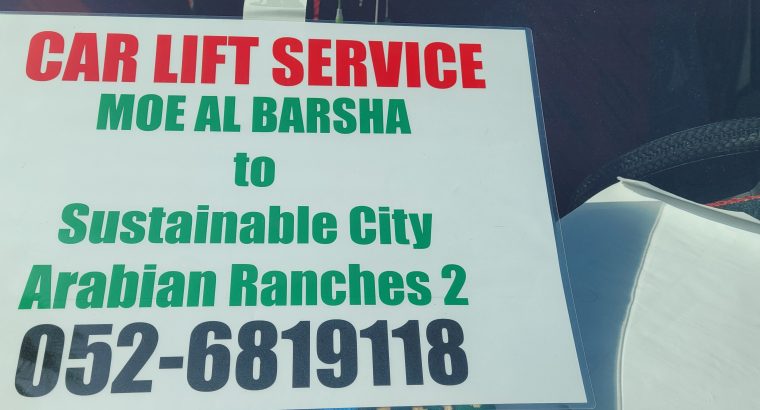 CAR LIFT SERVICE
MOE AL BARSHA
to
Sustainable City
Arabian Ranches 2
052-6819118